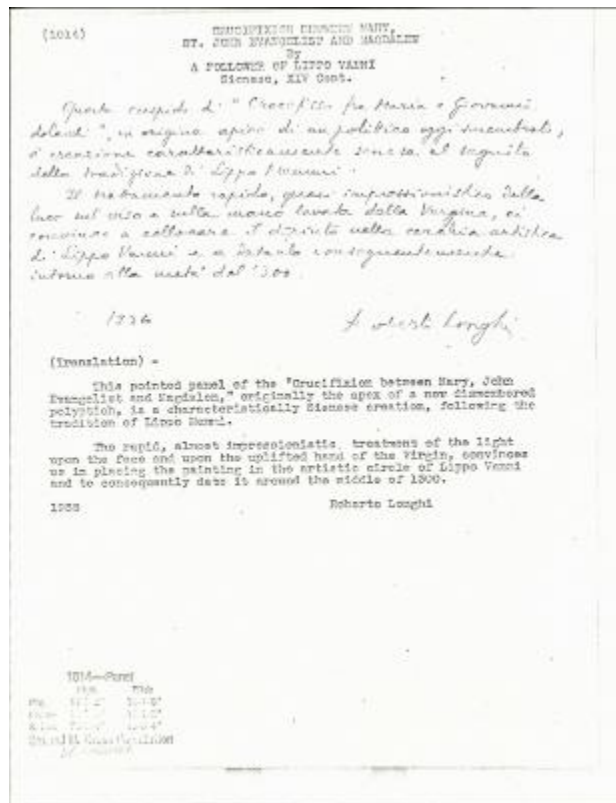 (1014)
CRUCIFIXION BETWEEN MARY,
ST. JOHN EVANGELIST AND MAGDALEN
By
A FOLLOWER OF LIPPO VANNI
Sienese, XIV Cent.
Questa cuspide di "Crocefisso fra Maria e Giovanni
dolenti", in origine apice di un polittico oggi smembrato,
è creazione caratteristicamente senese al seguito
della tradizione di Lippo Memmi.
Il trattamento rapido, quasi impressionistico della
luce sul viso e sulla mano levata della Vergine, ci
convince a collocare il dipinto nella cerchia artistica
di Lippo Vanni e a datarlo conseguentemente
intorno alla metà del '300.
Roberto Longhi
(Translation) -
This pointed panel of the "Crucifixion between Mary, John
Evangelist and Magdalen," originally the apex of a now dismembered
polyptich, is a characteristically Sienese creation, following the
tradition of Lippo Memmi.
The rapid, almost impressionistic, treatment of the light
upon the face and upon the uplifted hand of the Virgin, convinces
us in placing the painting in the artistic circle of Lippo Vanni
and to consequently date it around the middle of 1300.
Roberto Longhi
1014—Panel